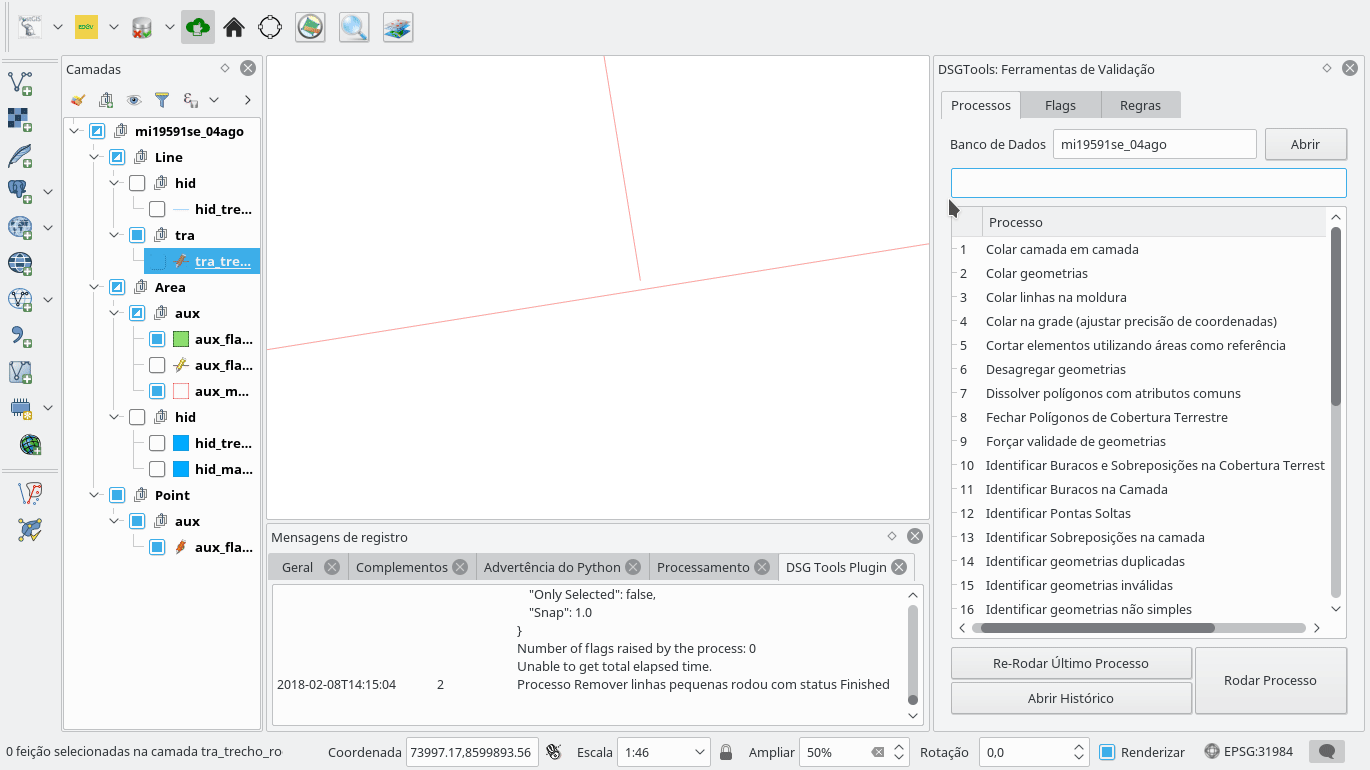 PostGIS
EDGV
Camadas
mi19591se_04ago
Line
hid
hid_tre...
tra
tra_tre...
Area
aux
aux_fla...
aux_fla...
aux_m...
hid
hid_tre...
hid_ma...
Point
aux
aux_fla...
Mensagens de registro
Geral
Complementos
Advertência do Python
Processamento
DSG Tools Plugin
"Only Selected": false,
"Snap": 1.0
}
Number of flags raised by the process: 0
Unable to get total elapsed time.
2018-02-08T14:15:04 2 Processo Remover linhas pequenas rodou com status Finished
DSGTools: Ferramentas de Validação
Processos Flags Regras
Banco de Dados mi19591se_04ago Abrir
Processo
1 Colar camada em camada
2 Colar geometrias
3 Colar linhas na moldura
4 Colar na grade (ajustar precisão de coordenadas)
5 Cortar elementos utilizando áreas como referência
6 Desagregar geometrias
7 Dissolver polígonos com atributos comuns
8 Fechar Polígonos de Cobertura Terrestre
9 Forçar validade de geometrias
10 Identificar Buracos e Sobreposições na Cobertura Terrest
11 Identificar Buracos na Camada
12 Identificar Pontas Soltas
13 Identificar Sobreposições na camada
14 Identificar geometrias duplicadas
15 Identificar geometrias inválidas
16 Identificar geometrias não simples
Re-Rodar Último Processo
Abrir Histórico
Rodar Processo
0 feição selecionadas na camada tra_trecho_ro
Coordenada 73997.17,8599893.56
Escala 1:46
Ampliar 50%
Rotação 0,0
Renderizar
EPSG:31984